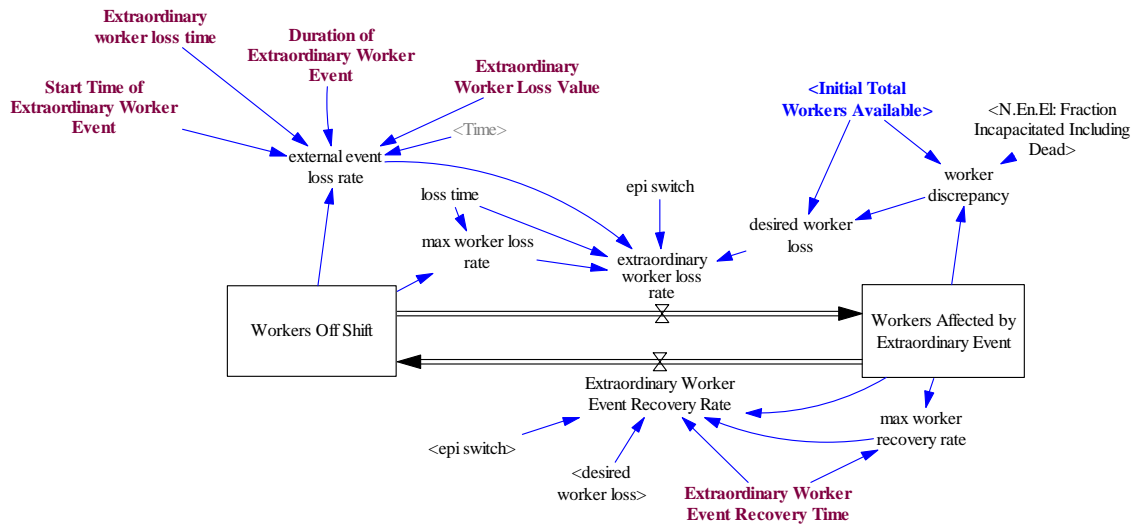 Extraordinary
worker loss time
Duration of
Extraordinary Worker
Event
Start Time of
Extraordinary Worker
Event
Extraordinary
Worker Loss Value
<Time>
<Initial Total
Workers Available>
<N.En.El: Fraction
Incapacitated Including
Dead>
external event
loss rate
loss time
epi switch
worker
discrepancy
max worker loss
rate
desired worker
loss
extraordinary
worker loss
rate
Workers Off Shift
Workers Affected by
Extraordinary Event
Extraordinary Worker
Event Recovery Rate
max worker
recovery rate
<epi switch>
<desired
worker loss>
Extraordinary Worker
Event Recovery Time